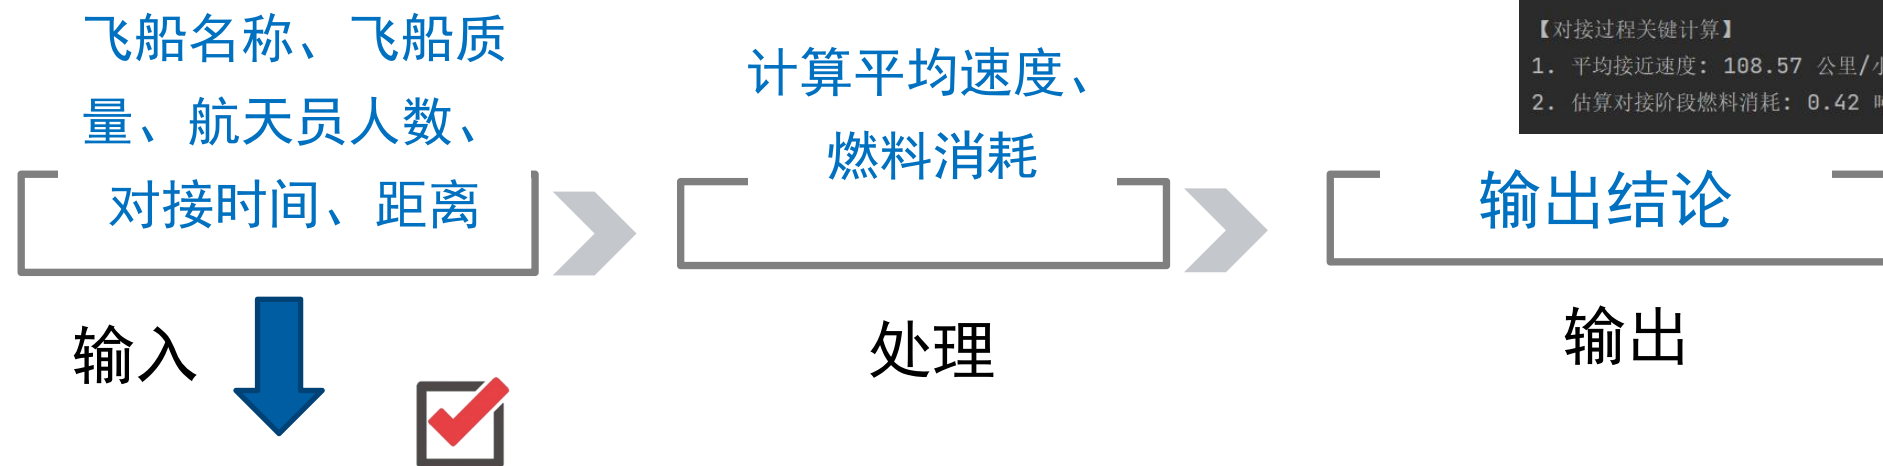 飞船名称、飞船质
量、航天员人数、
对接时间、距离
输入
计算平均速度、
燃料消耗
处理
【对接过程关键计算】
1. 平均接近速度: 108.57 公里/
2. 估算对接阶段燃料消耗: 0.42
输出结论
输出